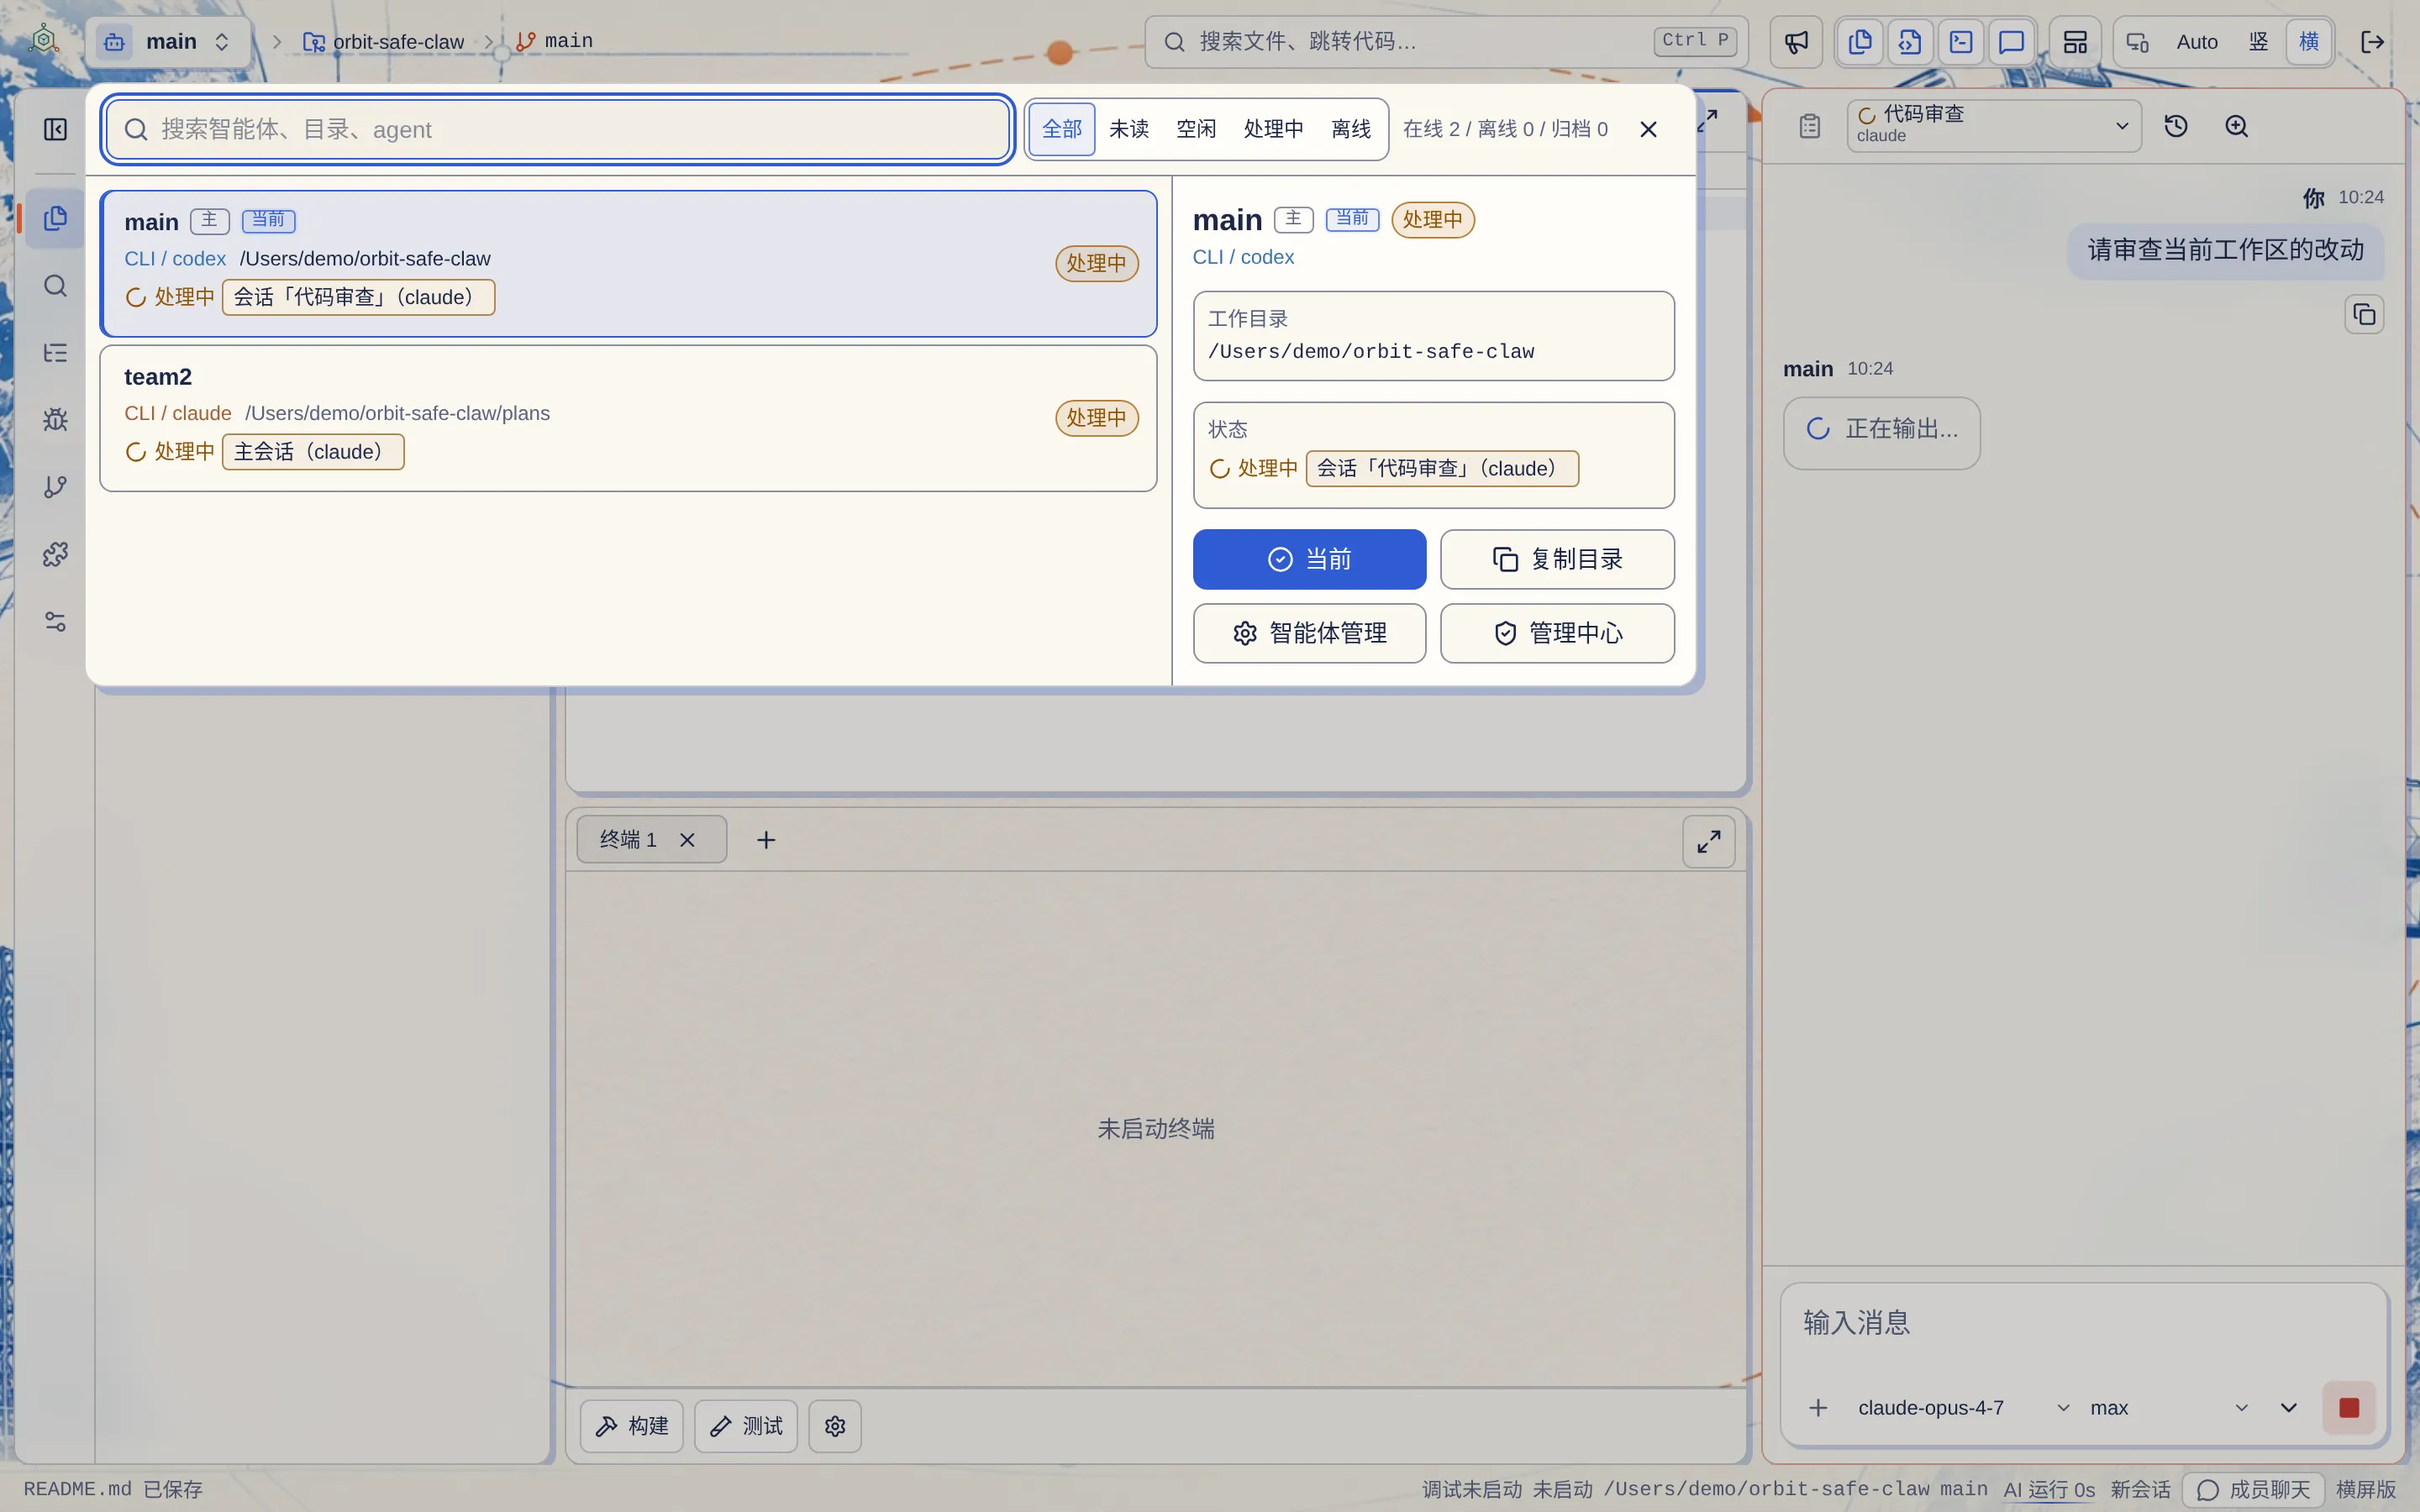 main
orbit-safe-claw
main
搜索文件、跳转代码...
Ctrl P
Auto
竖
横
搜索智能体、目录、agent
全部
未读
空闲
处理中
离线
在线 2 / 离线 0 / 归档 0
main
主
当前
CLI / codex /Users/demo/orbit-safe-claw
处理中
处理中
会话「代码审查」（claude）
team2
CLI / claude /Users/demo/orbit-safe-claw/plans
处理中
处理中
主会话（claude）
main
主
当前
处理中
CLI / codex
工作目录
/Users/demo/orbit-safe-claw
状态
处理中
会话「代码审查」（claude）
当前
复制目录
智能体管理
管理中心
代码审查
claude
你 10:24
请审查当前工作区的改动
main 10:24
正在输出...
终端 1
未启动终端
构建
测试
输入消息
claude-opus-4-7
max
README.md 已保存
调试未启动 未启动 /Users/demo/orbit-safe-claw main
AI 运行 0s
新会话
成员聊天
横屏版